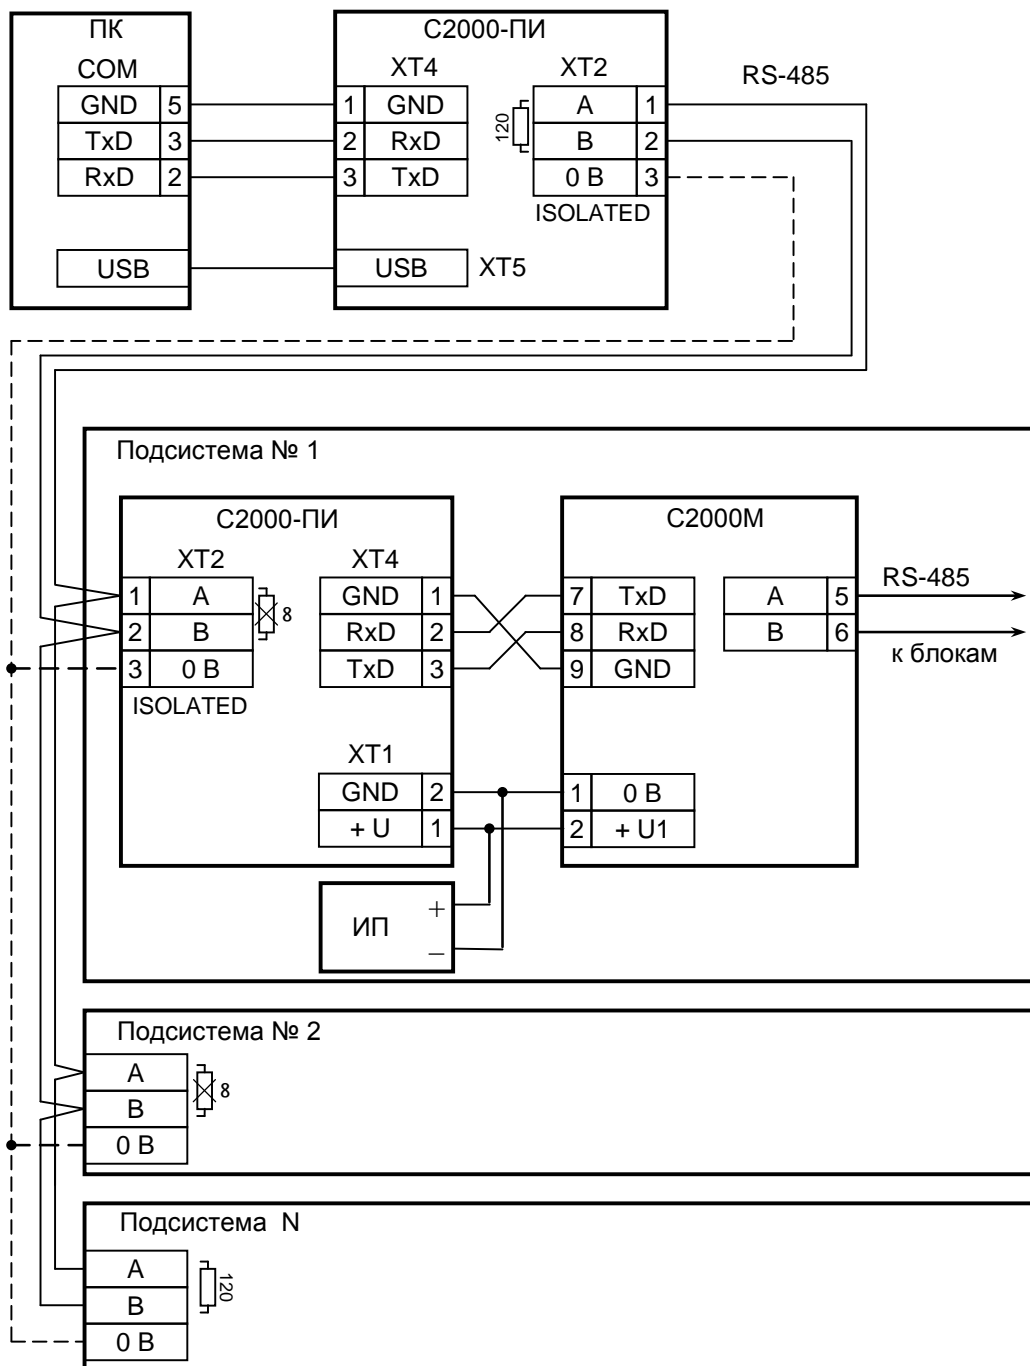 ПК
COM
GND 5
TxD 3
RxD 2
USB
С2000-ПИ
XT4
1 GND
2 RxD
3 TxD
USB XT5
XT2
120
A 1
B 2
0 В 3
ISOLATED
RS-485
Подсистема № 1
С2000-ПИ
XT2
1 A
2 B
3 0 В
8
ISOLATED
XT4
GND 1
RxD 2
TxD 3
XT1
GND 2
+ U 1
С2000М
7 TxD
8 RxD
9 GND
A 5
B 6
RS-485
к блокам
1 0 В
2 + U1
ИП
+
–
Подсистема № 2
A
B
0 В
8
Подсистема N
A
B
0 В
120